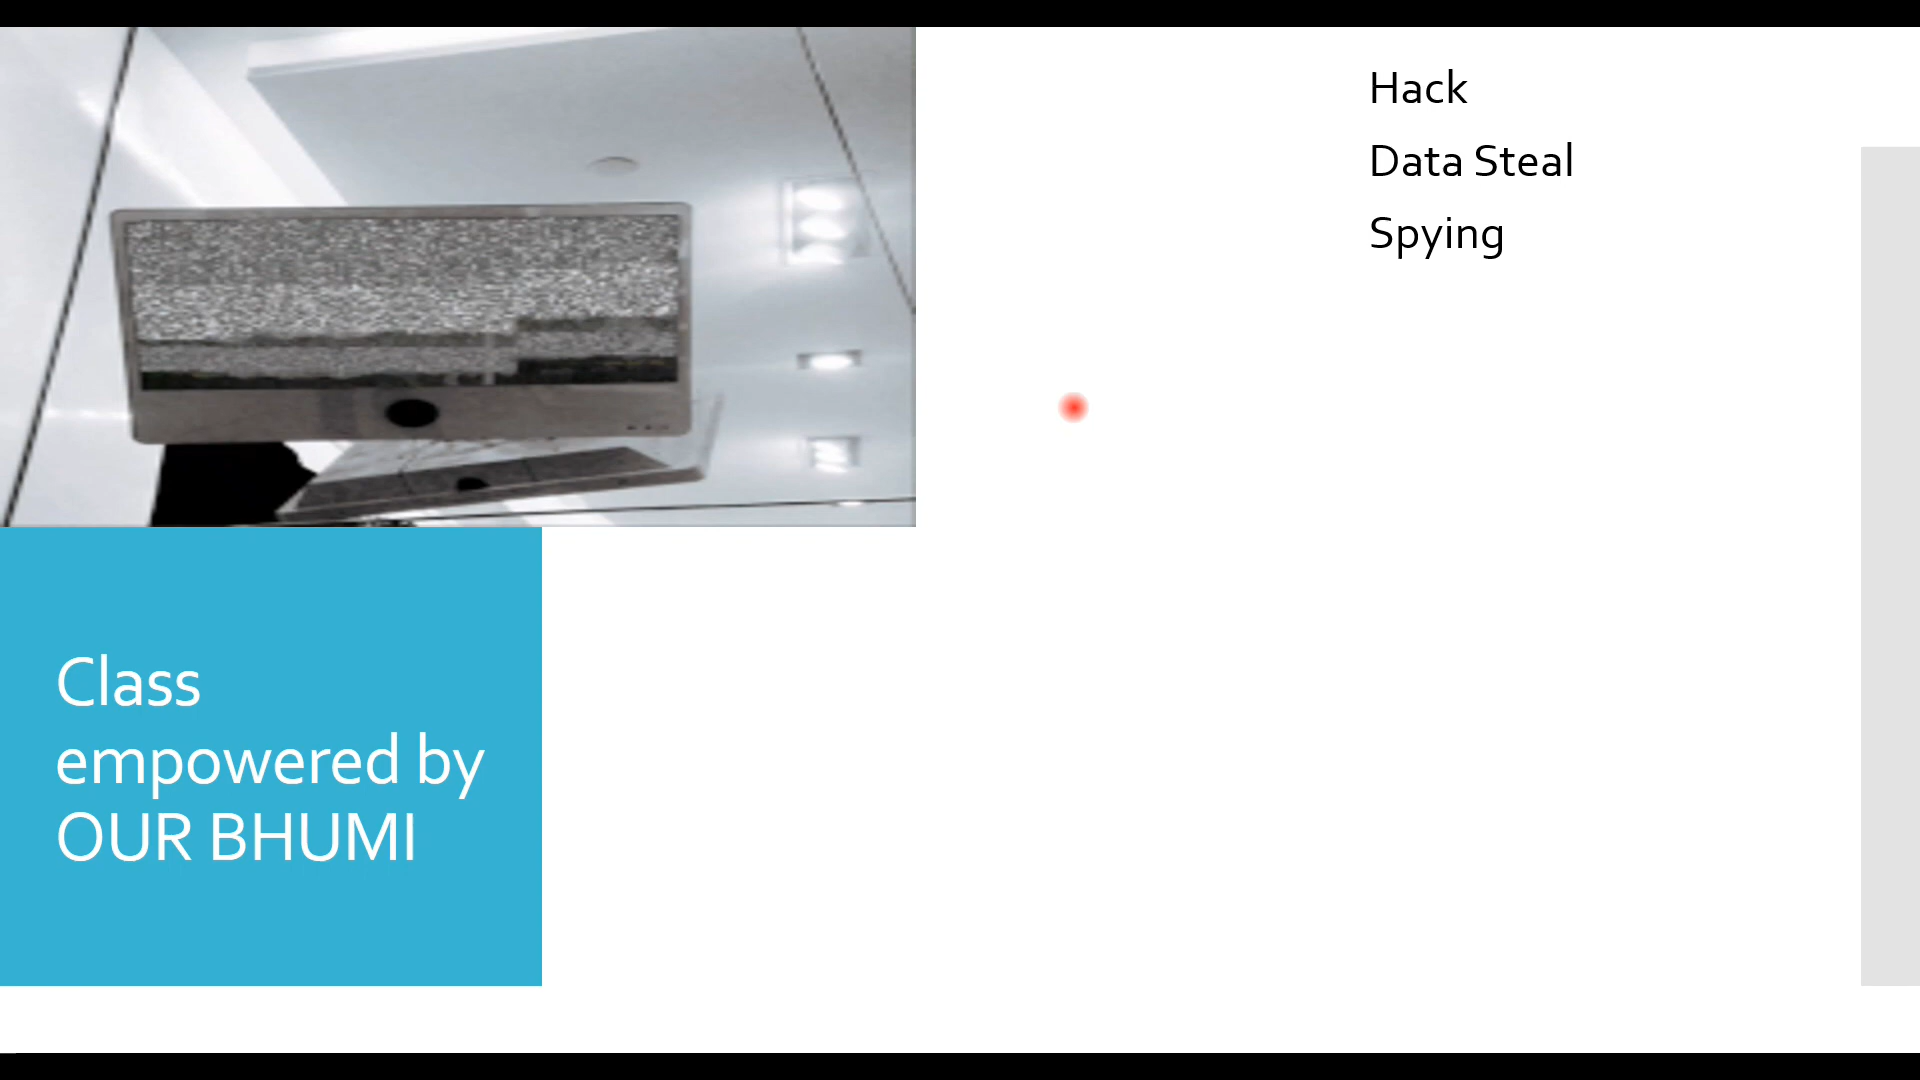 Hack
Data Steal
Spying
Class
empowered by
OUR BHUMI